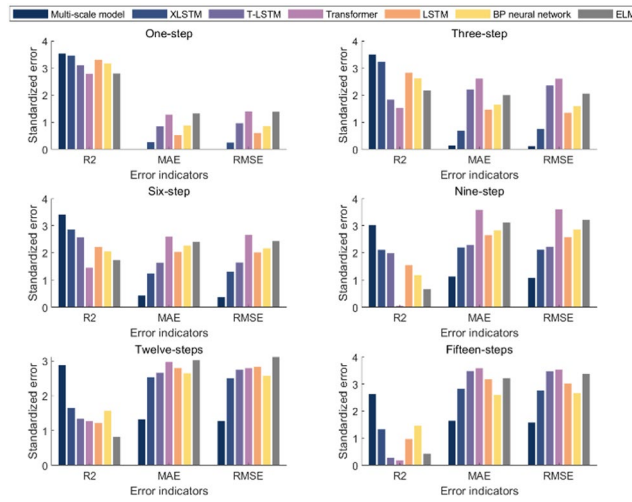 Multi-scale model XLSTM T-LSTM Transformer LSTM BP neural network ELM
One-step
Standardized error
4
3
2
1
0
R2 MAE RMSE
Error indicators
Three-step
Standardized error
4
3
2
1
0
R2 MAE RMSE
Error indicators
Six-step
Standardized error
4
3
2
1
0
R2 MAE RMSE
Error indicators
Nine-step
Standardized error
4
3
2
1
0
R2 MAE RMSE
Error indicators
Twelve-steps
Standardized error
3
2
1
0
R2 MAE RMSE
Error indicators
Fifteen-steps
Standardized error
4
3
2
1
0
R2 MAE RMSE
Error indicators